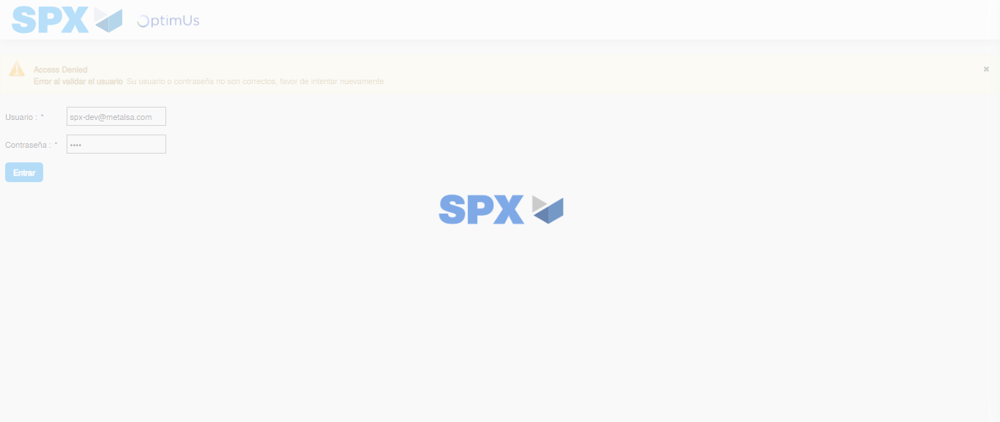 SPX OptimUs
Access Denied
Error al validar el usuario Su usuario o contraseña no son correctos, favor de intentar nuevamente
Usuario : * spx-dev@metalsa.com
Contraseña : * ••••
Entrar
SPX